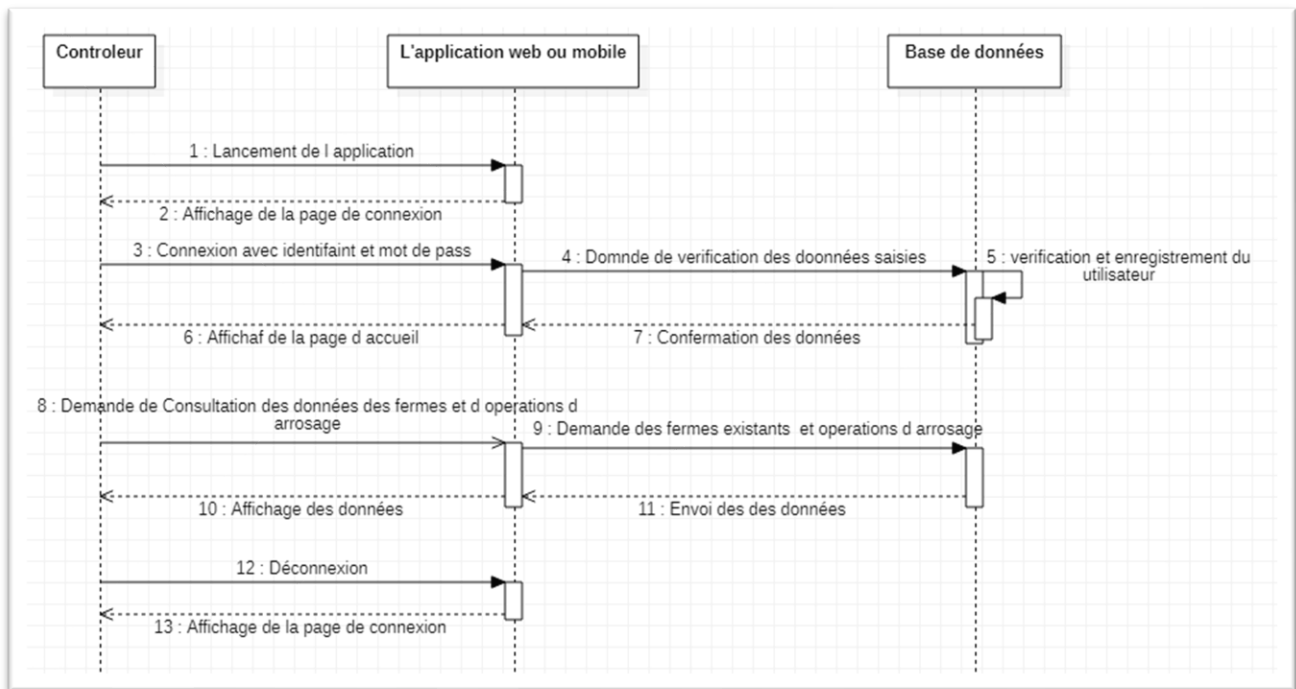 Controleur
L'application web ou mobile
Base de données
1 : Lancement de l application
2 : Affichage de la page de connexion
3 : Connexion avec identifaint et mot de pass
4 : Domnde de verification des doonnées saisies
5 : verification et enregistrement du
utilisateur
6 : Affichaf de la page d accueil
7 : Confermation des données
8 : Demande de Consultation des données des fermes et d operations d
arrosage
9 : Demande des fermes existants et operations d arrosage
10 : Affichage des données
11 : Envoi des des données
12 : Déconnexion
13 : Affichage de la page de connexion